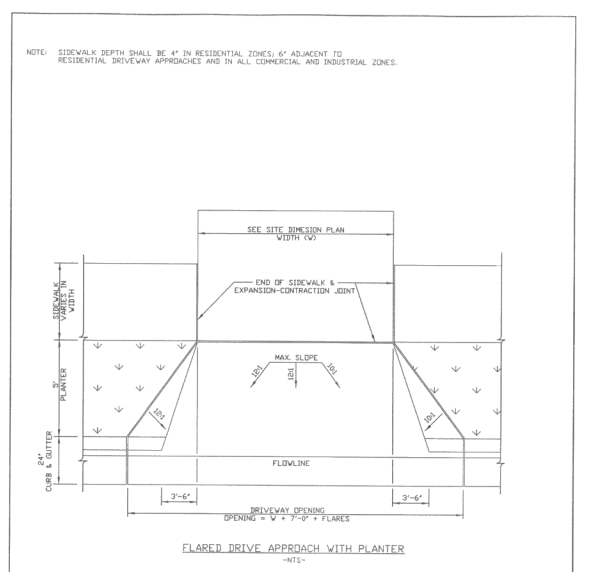 NOTE: SIDEWALK DEPTH SHALL BE 4" IN RESIDENTIAL ZONES; 6" ADJACENT TO
RESIDENTIAL DRIVEWAY APPROACHES AND IN ALL COMMERCIAL AND INDUSTRIAL ZONES.
SEE SITE DIMESION PLAN
WIDTH (W)
END OF SIDEWALK &
EXPANSION-CONTRACTION JOINT
SIDEWALK
VARIES IN
WIDTH
MAX. SLOPE
12:1
12:1
10:1
5'
PLANTER
12:1
10:1
24"
CURB & GUTTER
FLOWLINE
3'-6"
3'-6"
DRIVEWAY OPENING
OPENING = W + 7'-0" + FLARES
FLARED DRIVE APPROACH WITH PLANTER
~NTS~